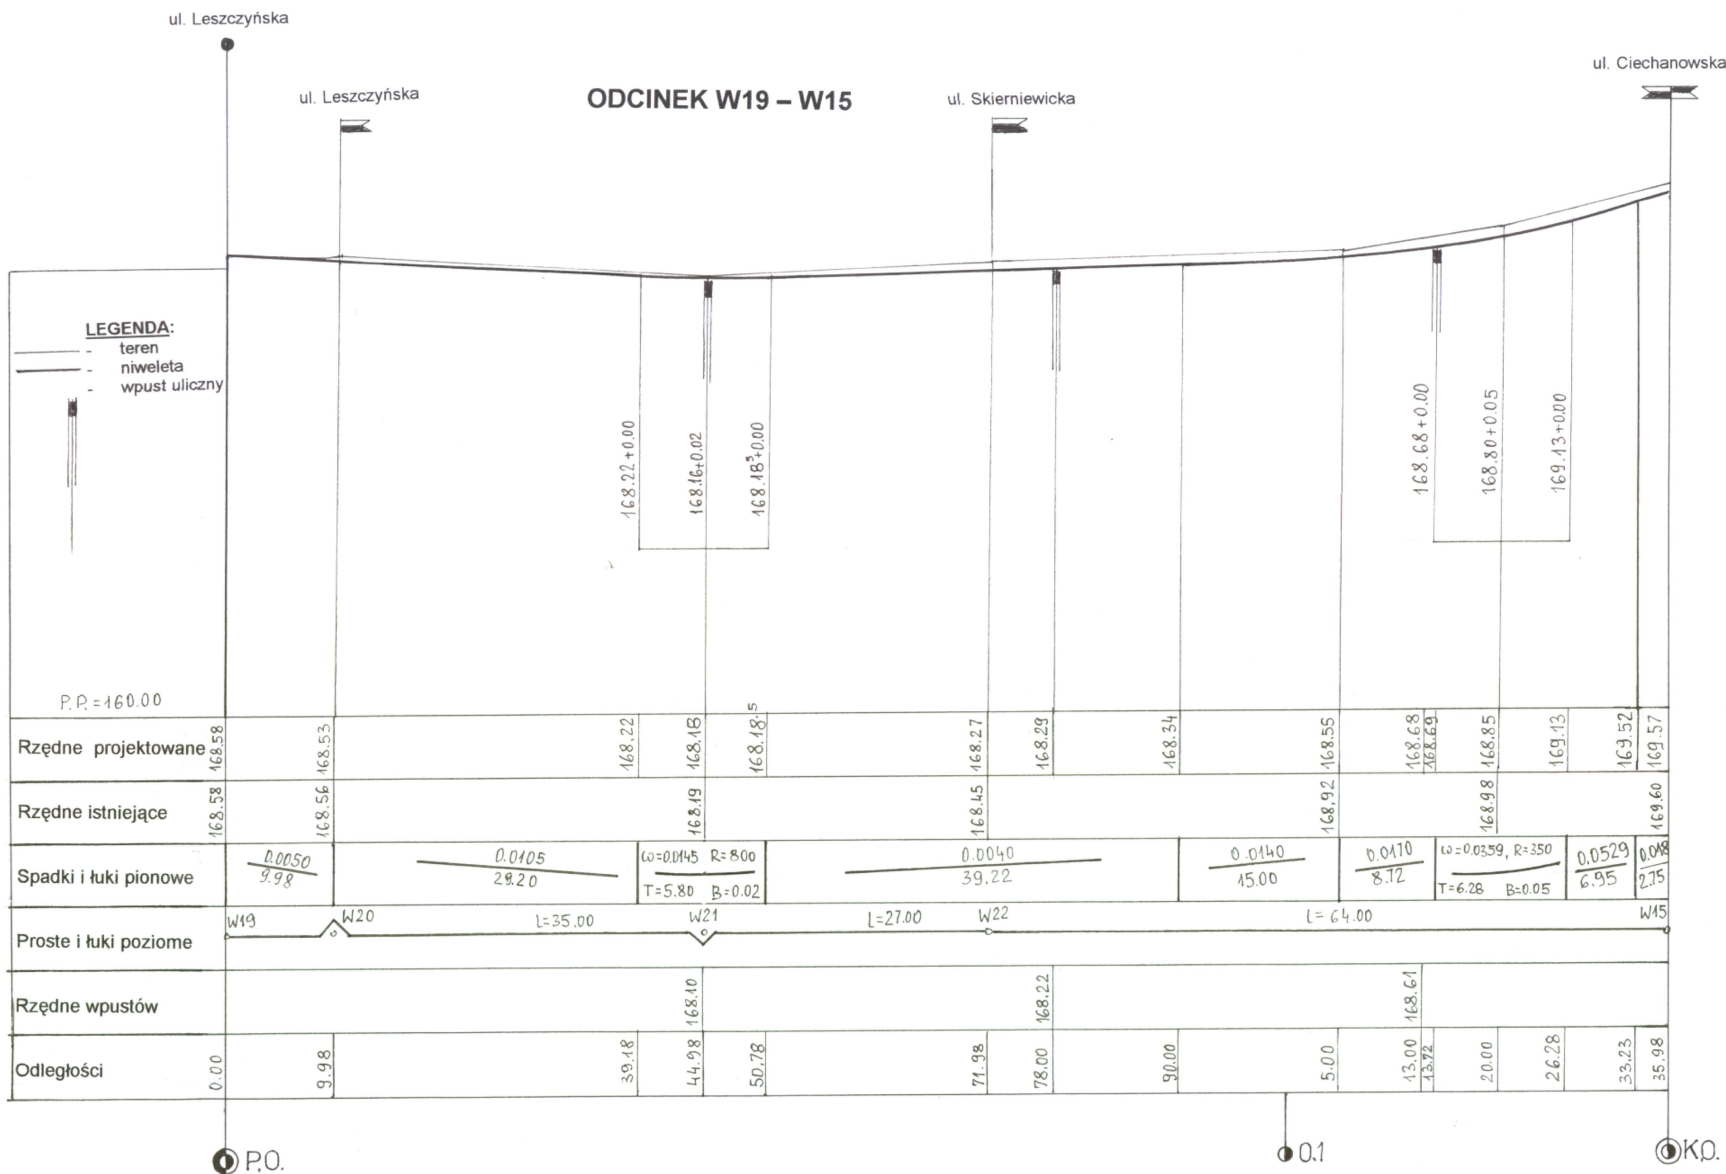 ul. Leszczyńska
ul. Ciechanowska
ul. Leszczyńska
ODCINEK W19 – W15
ul. Skierniewicka
LEGENDA:
- teren
- niweleta
- wpust uliczny
168.22+0.00
168.16+0.02
168.18⁵+0.00
168.68+0.00
168.80+0.05
169.13+0.00
P.P.=160.00
Rzędne projektowane 168.58 168.53 168.22 168.18 168.18.5 168.27 168.29 168.34 168.55 168.68 168.69 168.85 169.13 169.52 169.57
Rzędne istniejące 168.58 168.56 168.19 168.45 168.92 168.98 169.60
Spadki i łuki pionowe
0.0050
9.98
0.0105
29.20
ω=0.0145 R=800
T=5.80 B=0.02
0.0040
39.22
0.0140
15.00
0.0170
8.72
ω=0.0359, R=350
T=6.28 B=0.05
0.0529
6.95
0.018
2.75
Proste i łuki poziome
W19 W20 L=35.00 W21 L=27.00 W22 L=64.00 W15
Rzędne wpustów 168.10 168.22 168.61
Odległości 0.00 9.98 39.18 44.98 50.78 71.98 78.00 90.00 5.00 13.00 13.72 20.00 26.28 33.23 35.98
P.O. 0.1 K.O.